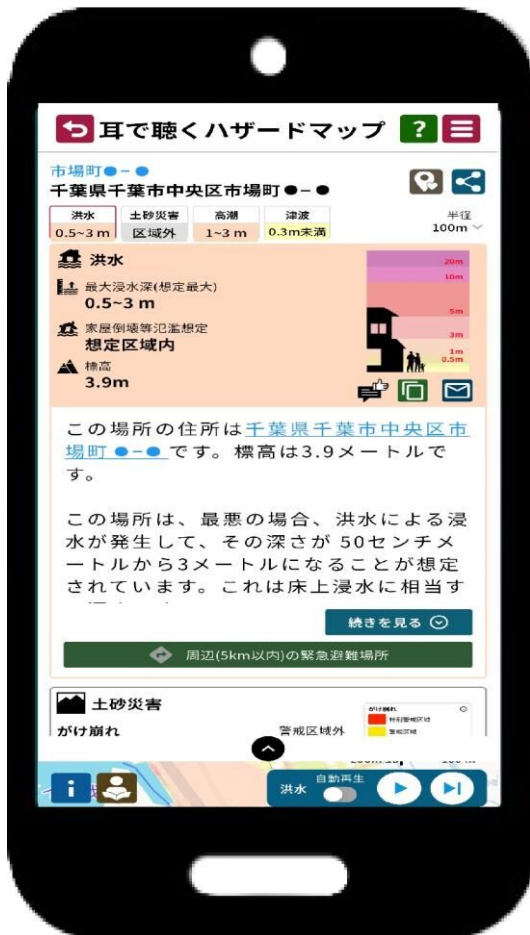 耳で聴くハザードマップ ?
市場町●-●
千葉県千葉市中央区市場町●-●
洪水 土砂災害 高潮 津波 半径
0.5~3 m 区域外 1~3 m 0.3m未満 100m
洪水
最大浸水深(想定最大)
0.5~3 m
家屋倒壊等氾濫想定
想定区域内
標高
3.9m
20m
10m
5m
3m
1m
0.5m
この場所の住所は千葉県千葉市中央区市
場町●-●です。標高は3.9メートルで
す。
この場所は、最悪の場合、洪水による浸
水が発生して、その深さが 50センチメ
ートルから3メートルになることが想定
されています。これは床上浸水に相当す
続きを見る
周辺(5km以内)の緊急避難場所
土砂災害
がけ崩れ 警戒区域外
がけ崩れ
特別警戒区域
警戒区域
i
洪水 自動再生